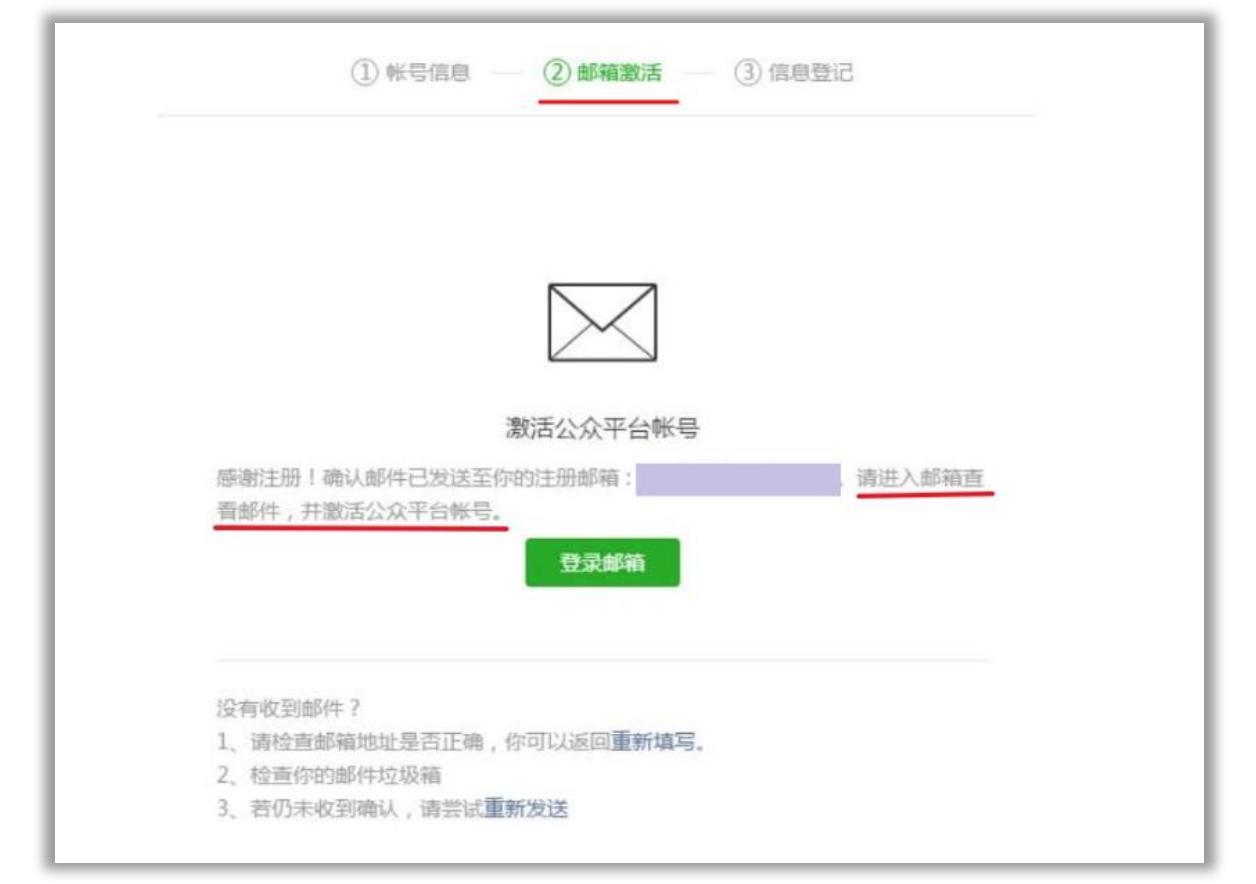 ① 帐号信息 — ② 邮箱激活 — ③ 信息登记
激活公众平台帐号
感谢注册！确认邮件已发送至你的注册邮箱： 请进入邮箱查
看邮件，并激活公众平台帐号。
登录邮箱
没有收到邮件？
1、请检查邮箱地址是否正确，你可以返回重新填写。
2、检查你的邮件垃圾箱
3、若仍未收到确认，请尝试重新发送